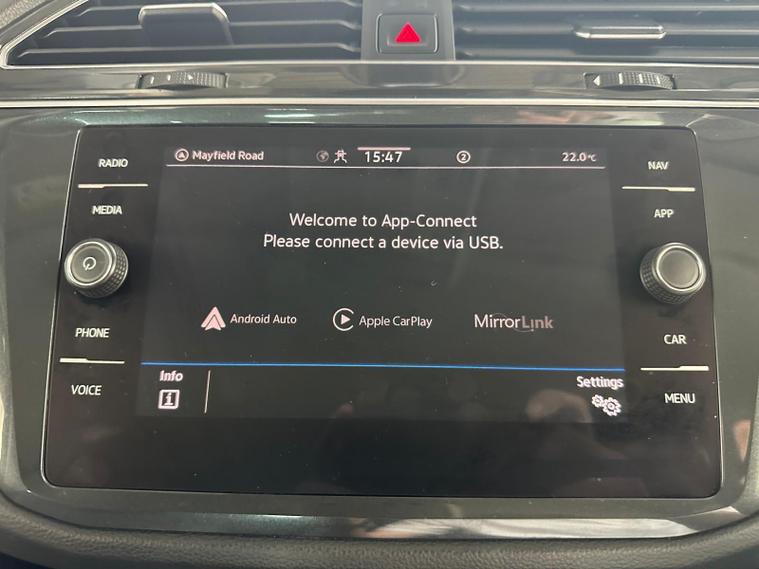 RADIO
MEDIA
PHONE
VOICE
Mayfield Road
15:47
2
22.0°C
Welcome to App-Connect
Please connect a device via USB.
Android Auto
Apple CarPlay
MirrorLink
Info
i
Settings
NAV
APP
CAR
MENU